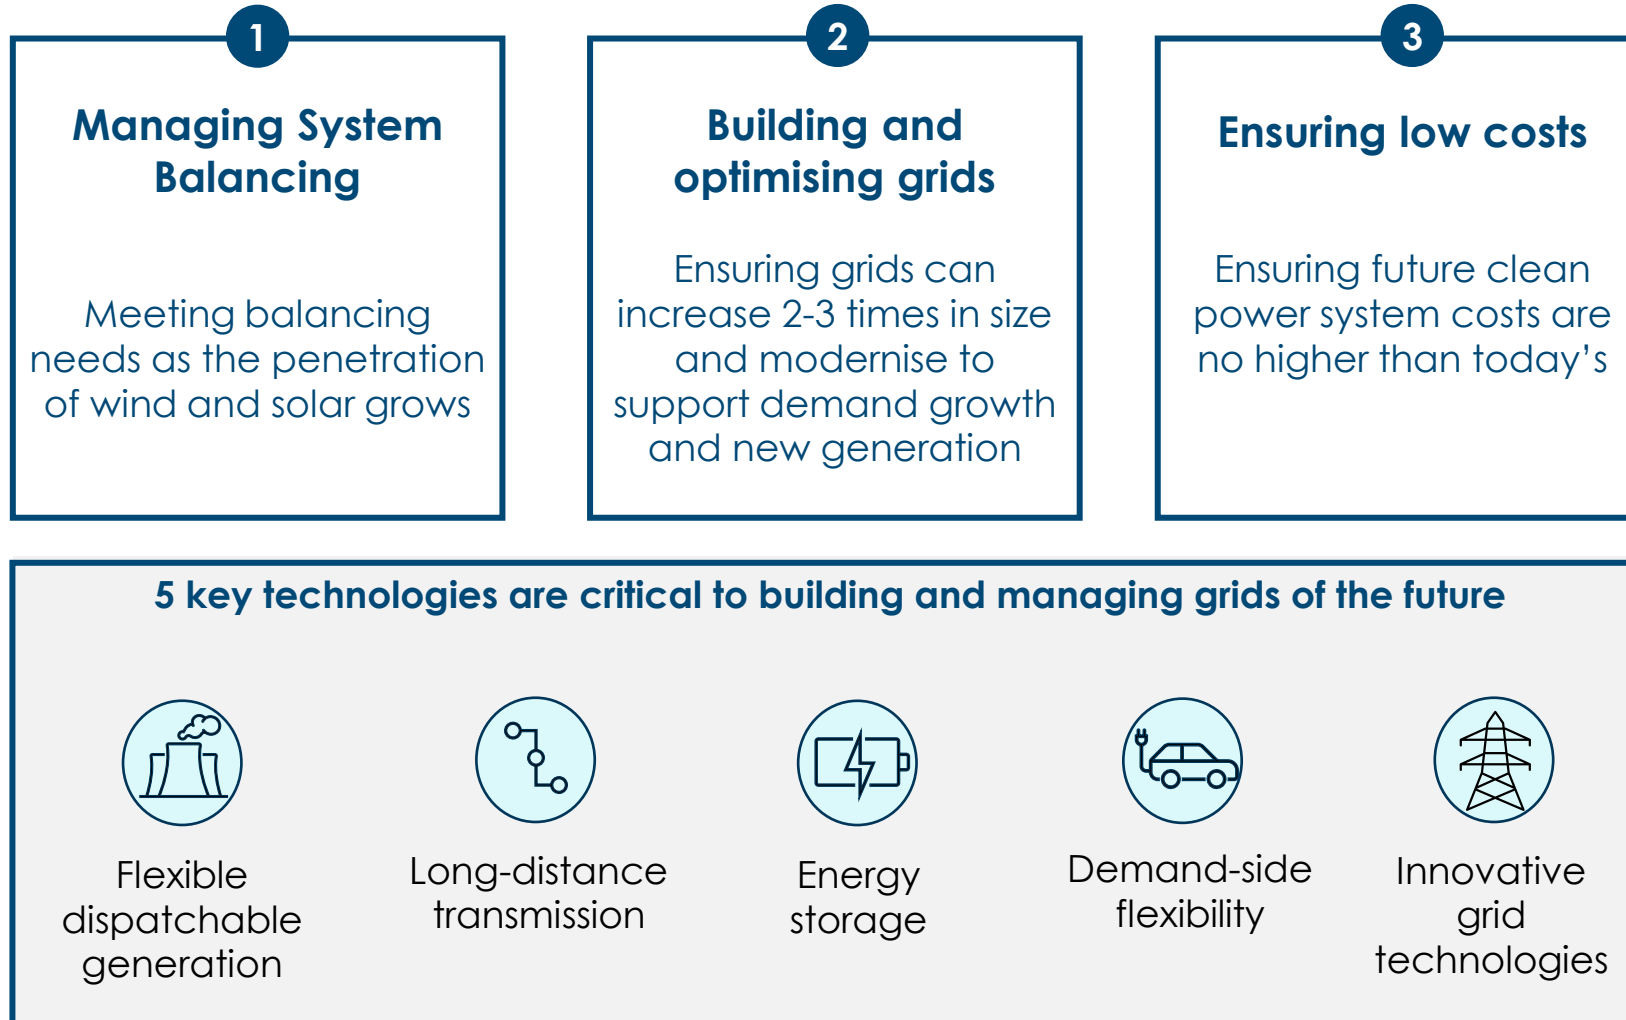 1
Managing System
Balancing
Meeting balancing
needs as the penetration
of wind and solar grows
2
Building and
optimising grids
Ensuring grids can
increase 2-3 times in size
and modernise to
support demand growth
and new generation
3
Ensuring low costs
Ensuring future clean
power system costs are
no higher than today’s
5 key technologies are critical to building and managing grids of the future
Flexible
dispatchable
generation
Long-distance
transmission
Energy
storage
Demand-side
flexibility
Innovative
grid
technologies